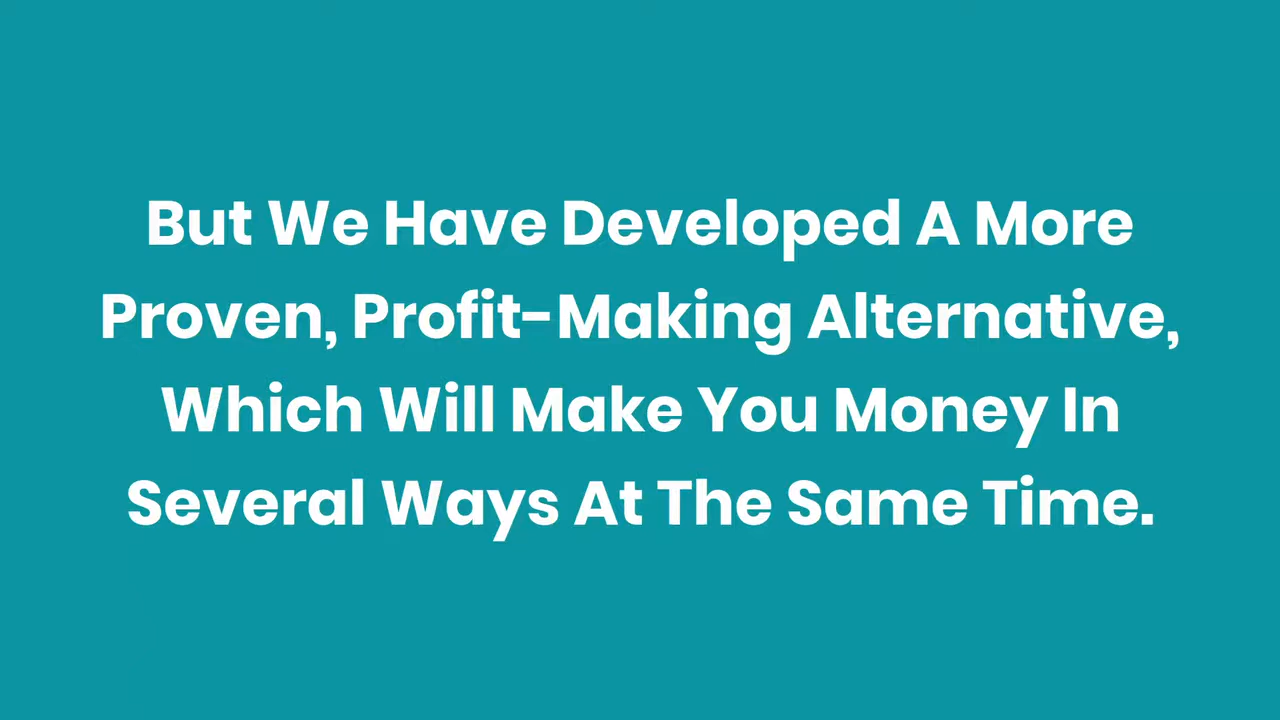 But We Have Developed A More
Proven, Profit-Making Alternative,
Which Will Make You Money In
Several Ways At The Same Time.